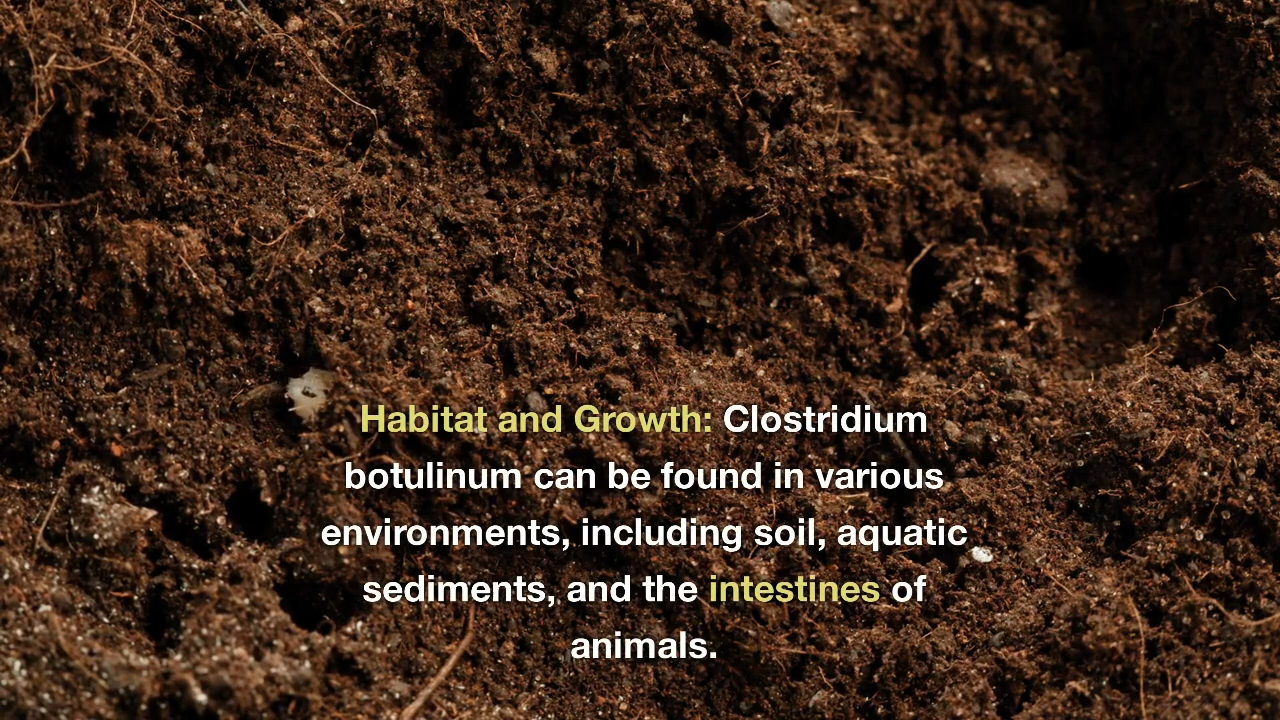 Habitat and Growth: Clostridium
botulinum can be found in various
environments, including soil, aquatic
sediments, and the intestines of
animals.